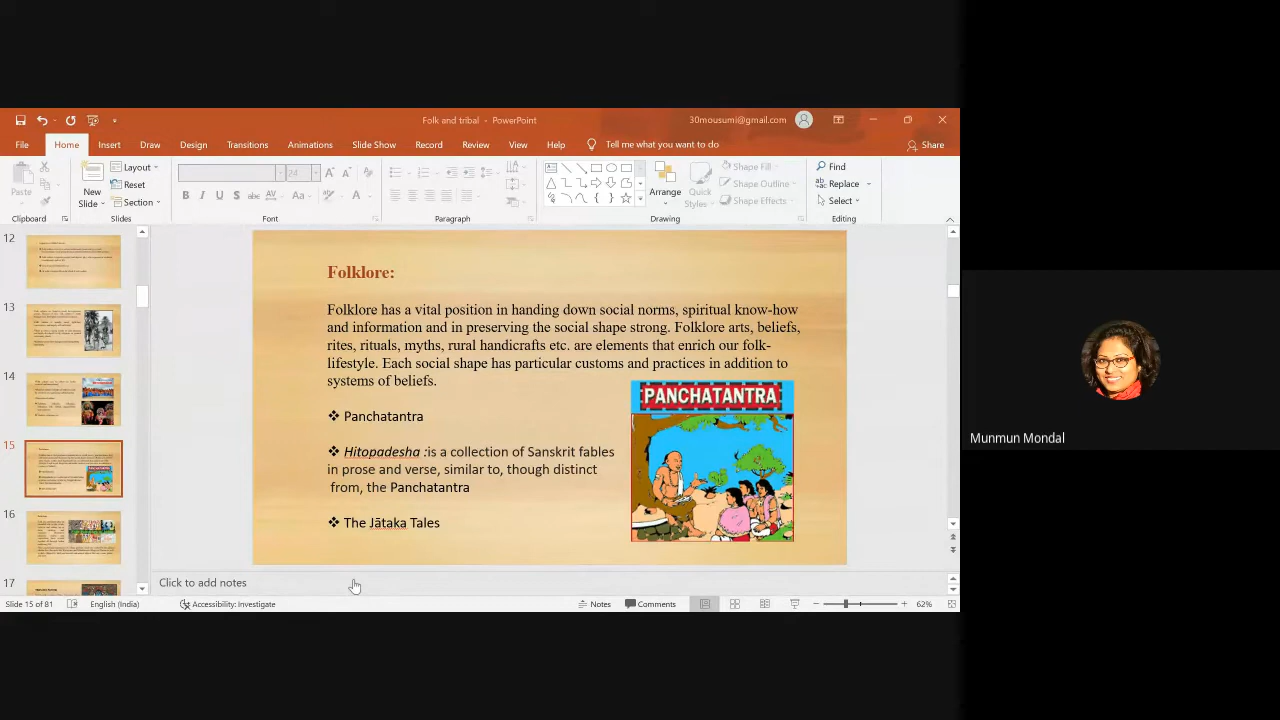 Folk and tribal - PowerPoint
30mousumi@gmail.com
File Home Insert Draw Design Transitions Animations Slide Show Record Review View Help Tell me what you want to do Share
Paste
New
Slide
Layout
Reset
Section
24
B I U S abc AV Aa A
Arrange
Quick
Styles
Shape Fill
Shape Outline
Shape Effects
Find
Replace
Select
Clipboard Slides Font Paragraph Drawing Editing
12
13
14
15
16
17
Folklore:
Folklore has a vital position in handing down social norms, spiritual know-how
and information and in preserving the social shape strong. Folklore and beliefs,
rites, rituals, myths, rural handicrafts etc. are elements that enrich our folk-
lifestyle. Each social shape has particular customs and practices in addition to
systems of beliefs.
❖ Panchatantra
❖ Hitopadesha :is a collection of Sanskrit fables
in prose and verse, similar to, though distinct
from, the Panchatantra
❖ The Jātaka Tales
PANCHATANTRA
Munmun Mondal
Click to add notes
Slide 15 of 81 English (India) Accessibility: Investigate Notes Comments 62%